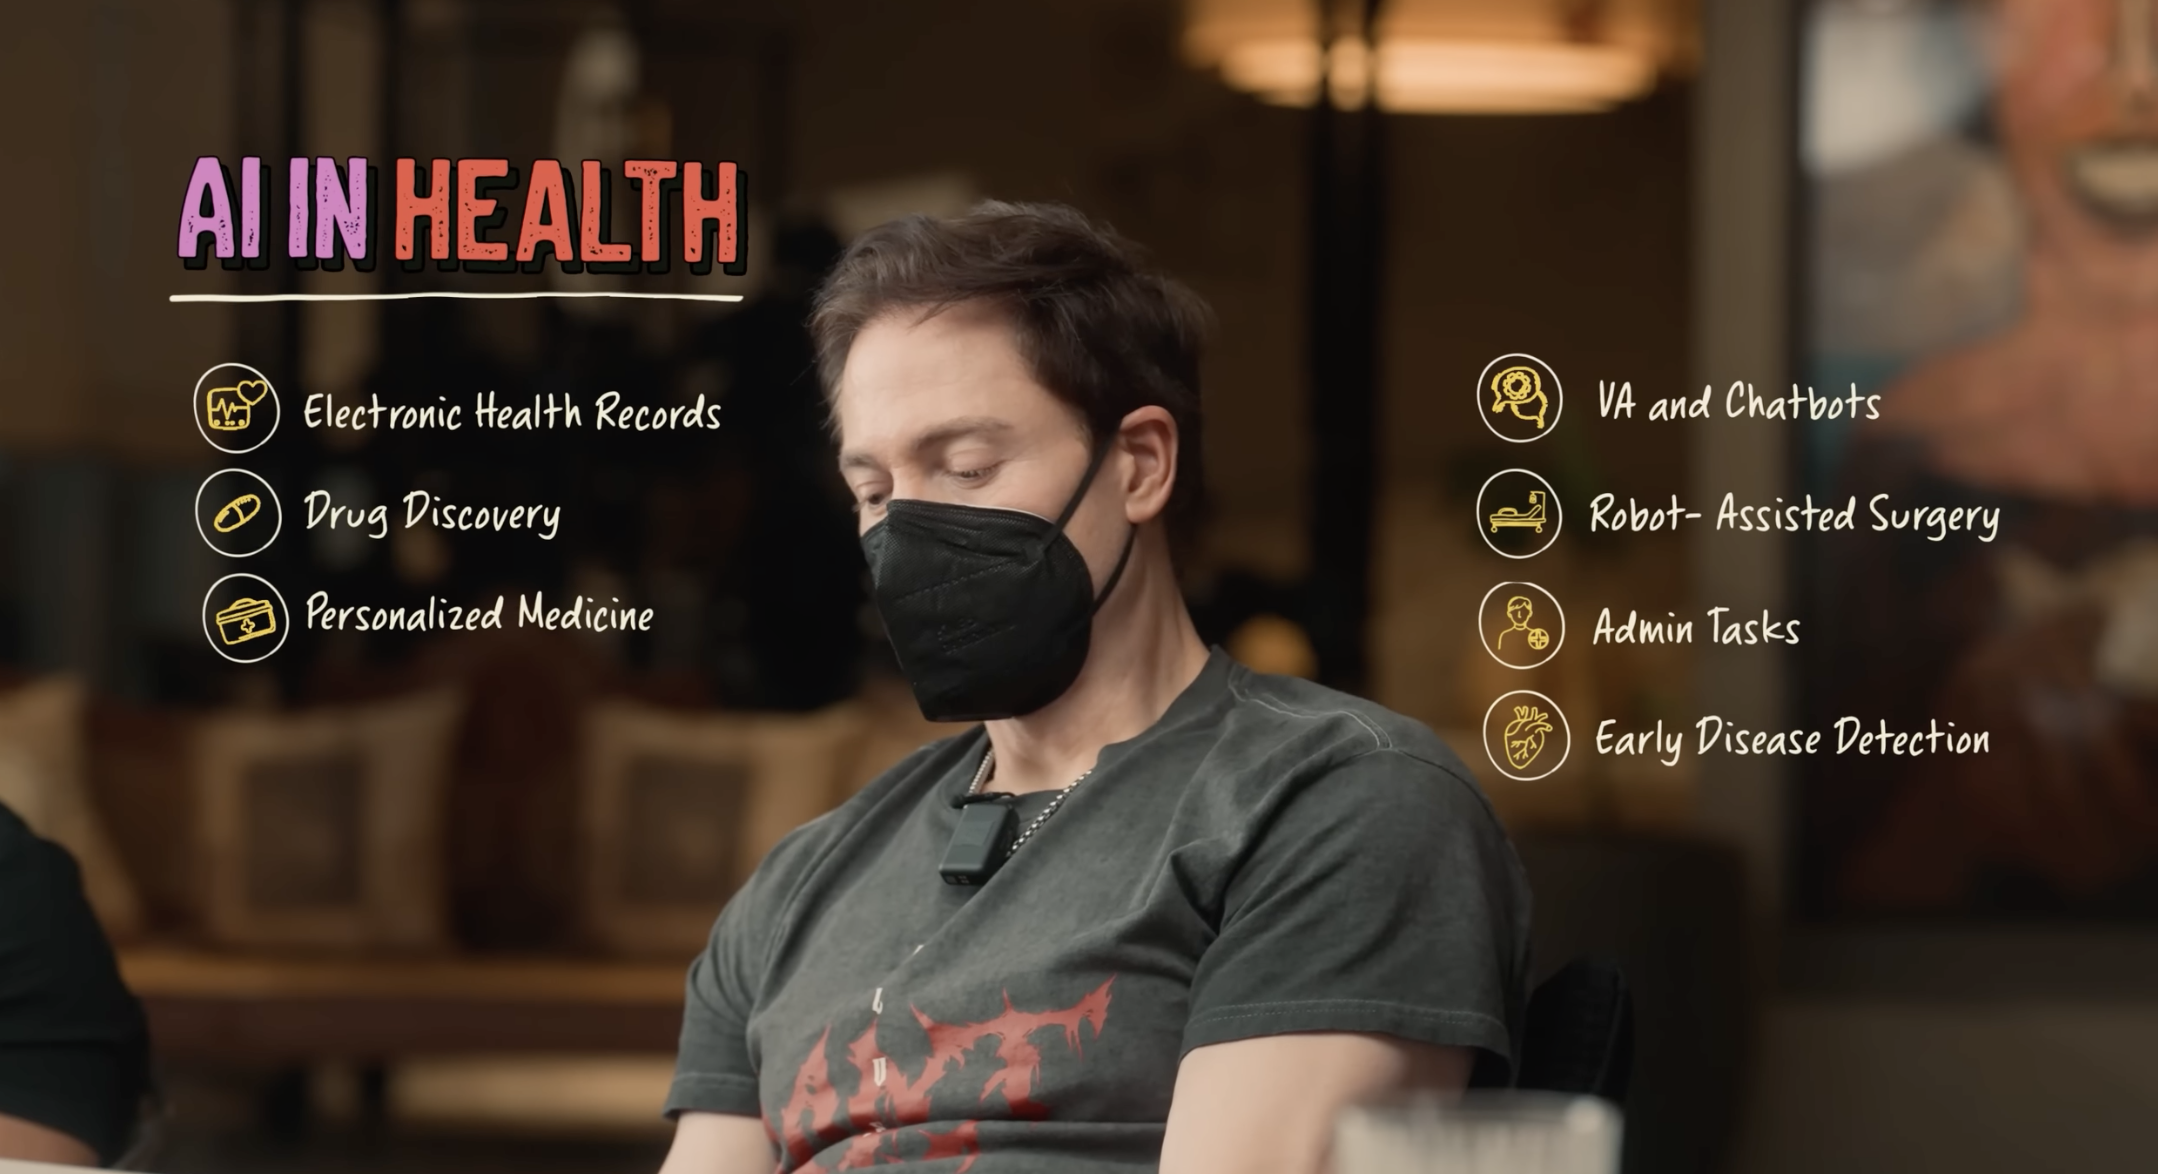 AI IN HEALTH
Electronic Health Records
Drug Discovery
Personalized Medicine
VA and Chatbots
Robot- Assisted Surgery
Admin Tasks
Early Disease Detection